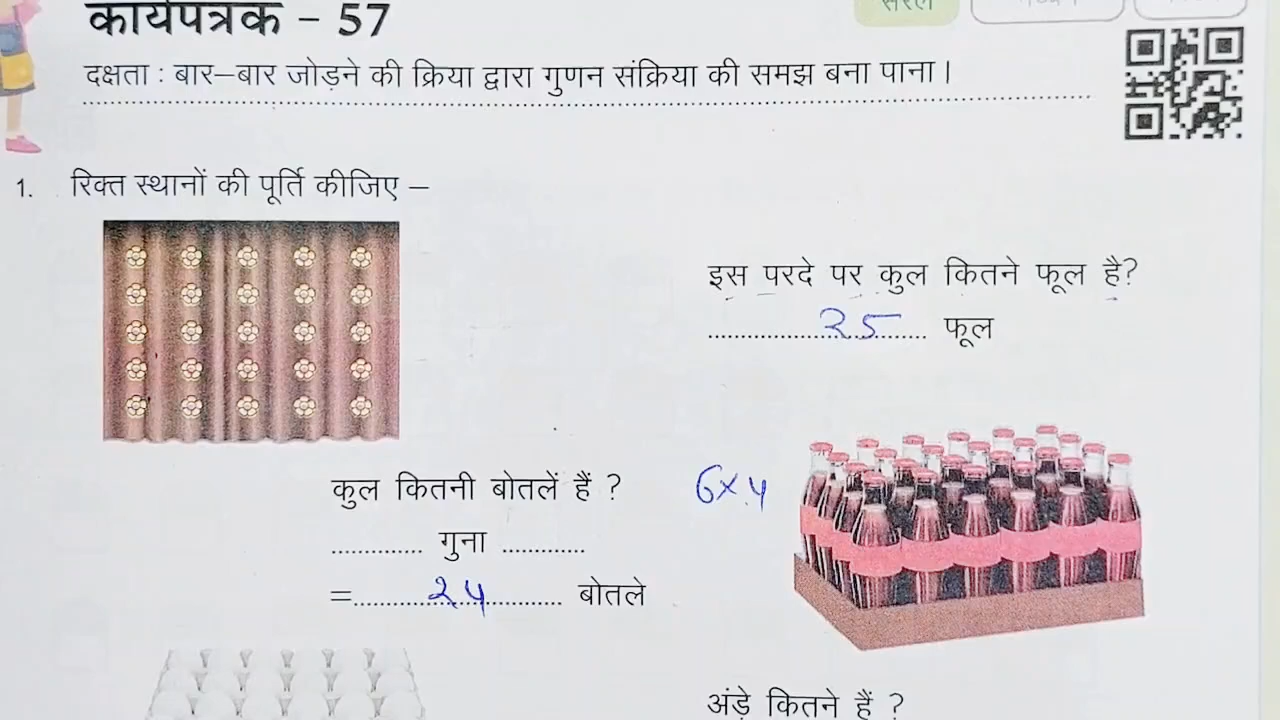 कार्यपत्रक – 57
सरल
दक्षता : बार–बार जोड़ने की क्रिया द्वारा गुणन संक्रिया की समझ बना पाना।
1. रिक्त स्थानों की पूर्ति कीजिए –
इस परदे पर कुल कितने फूल है?
25 फूल
कुल कितनी बोतलें हैं ?
6×4
............. गुना ............
=24 बोतले
अंड़े कितने हैं ?